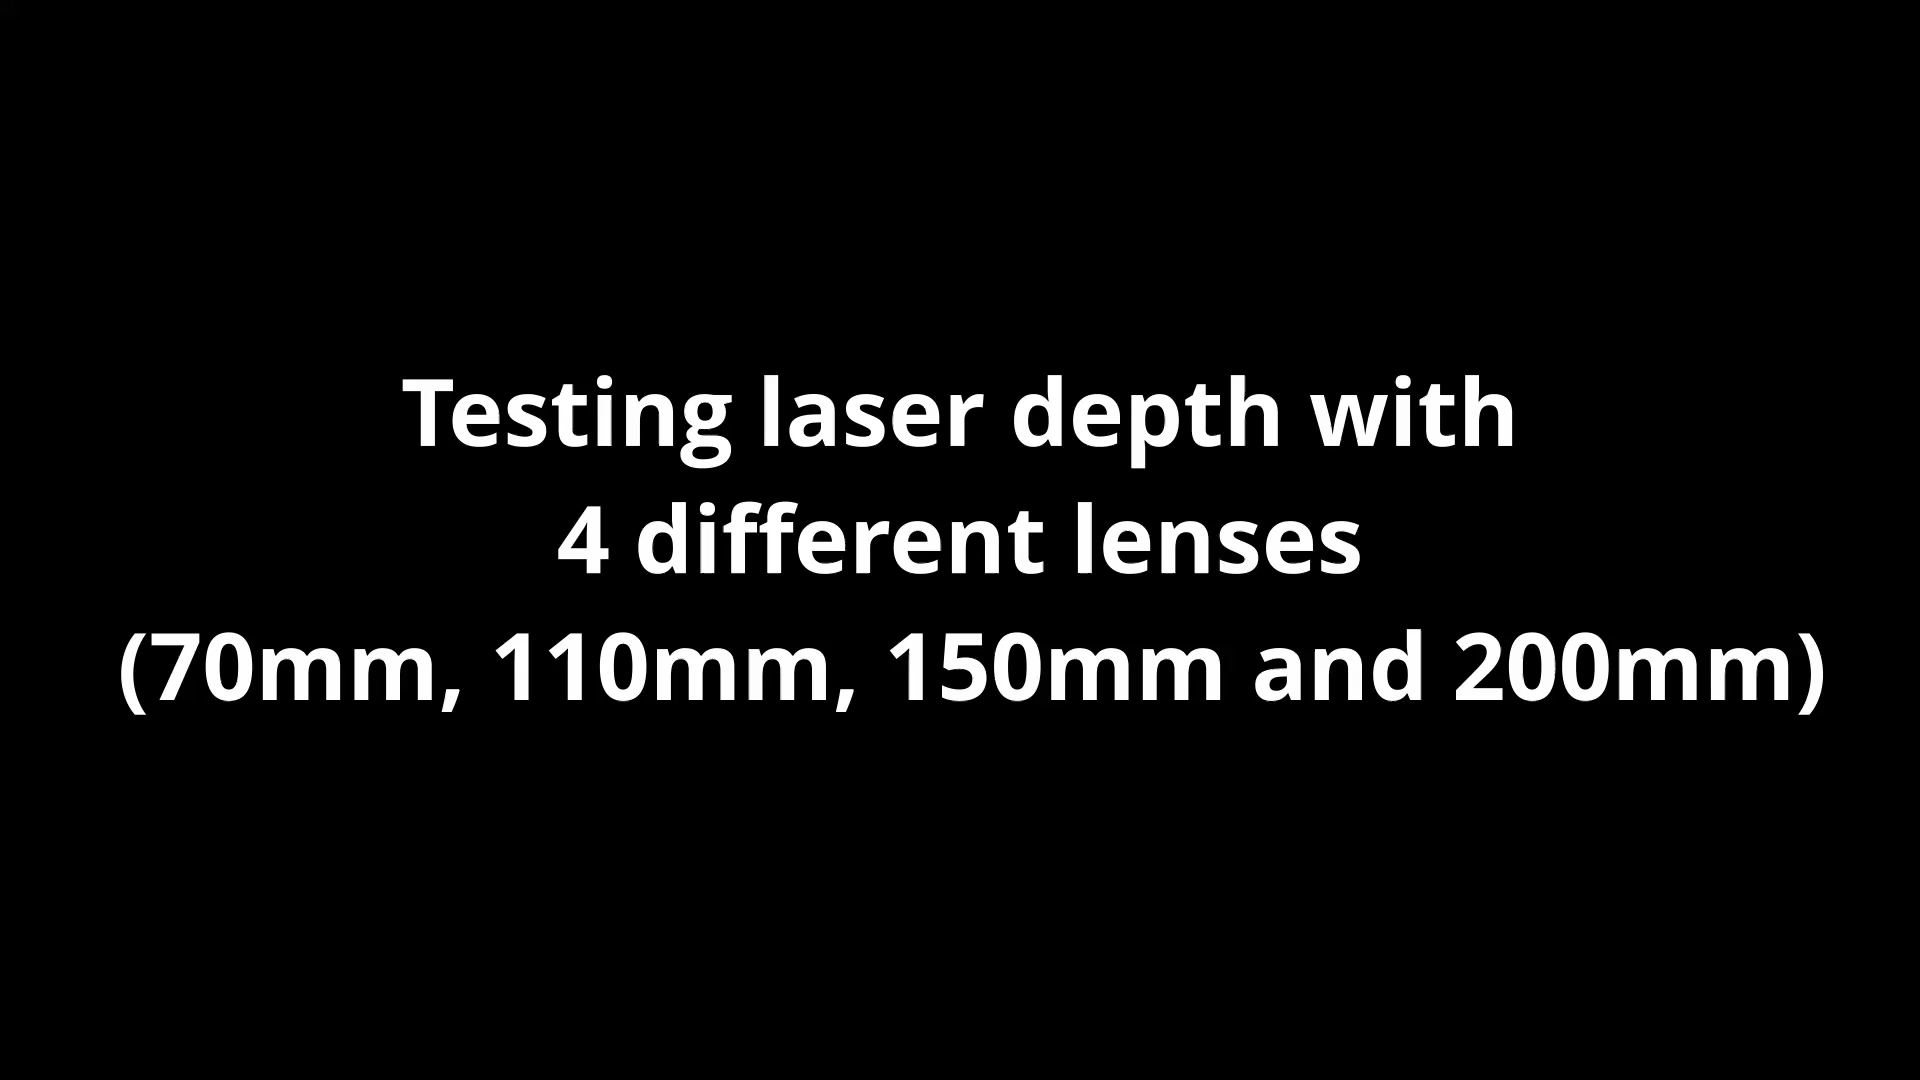 Testing laser depth with
4 different lenses
(70mm, 110mm, 150mm and 200mm)